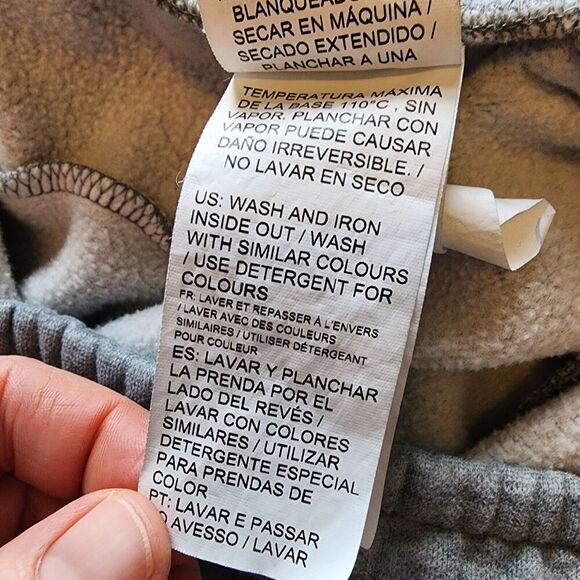 SECAR EN MÁQUINA /
SECADO EXTENDIDO /
PLANCHAR A UNA
TEMPERATURA MÁXIMA
DE LA BASE 110°C , SIN
VAPOR. PLANCHAR CON
VAPOR PUEDE CAUSAR
DAÑO IRREVERSIBLE. /
NO LAVAR EN SECO
US: WASH AND IRON
INSIDE OUT / WASH
WITH SIMILAR COLOURS
/ USE DETERGENT FOR
COLOURS
FR: LAVER ET REPASSER À L'ENVERS
/ LAVER AVEC DES COULEURS
SIMILAIRES / UTILISER DÉTERGEANT
POUR COULEUR
ES: LAVAR Y PLANCHAR
LA PRENDA POR EL
LADO DEL REVÉS /
LAVAR CON COLORES
SIMILARES / UTILIZAR
DETERGENTE ESPECIAL
PARA PRENDAS DE
COLOR
PT: LAVAR E PASSAR
AVESSO / LAVAR